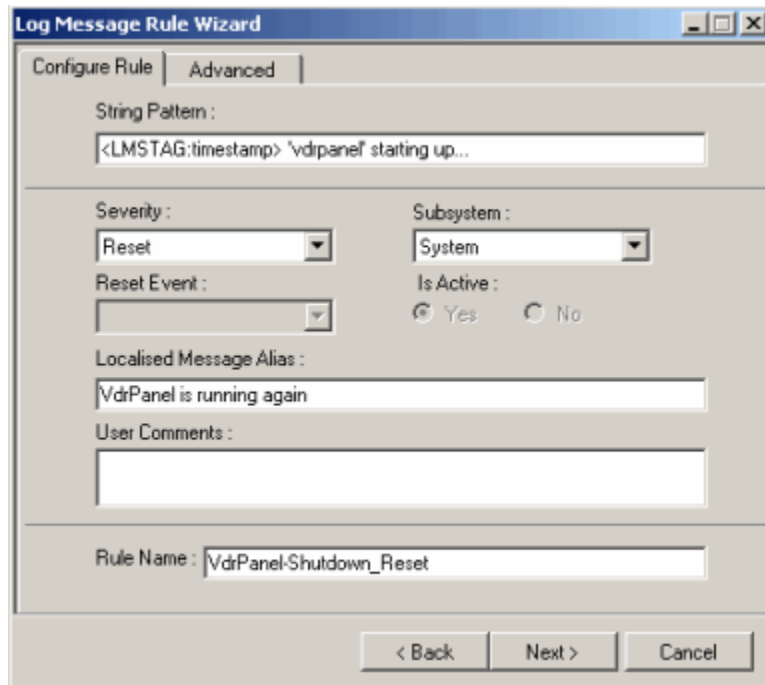 Log Message Rule Wizard
Configure Rule Advanced
String Pattern :
<LMSTAG:timestamp> 'vdrpanel' starting up...
Severity : Subsystem :
Reset System
Reset Event : Is Active :
Yes No
Localised Message Alias :
VdrPanel is running again
User Comments :
Rule Name : VdrPanel-Shutdown_Reset
< Back Next > Cancel